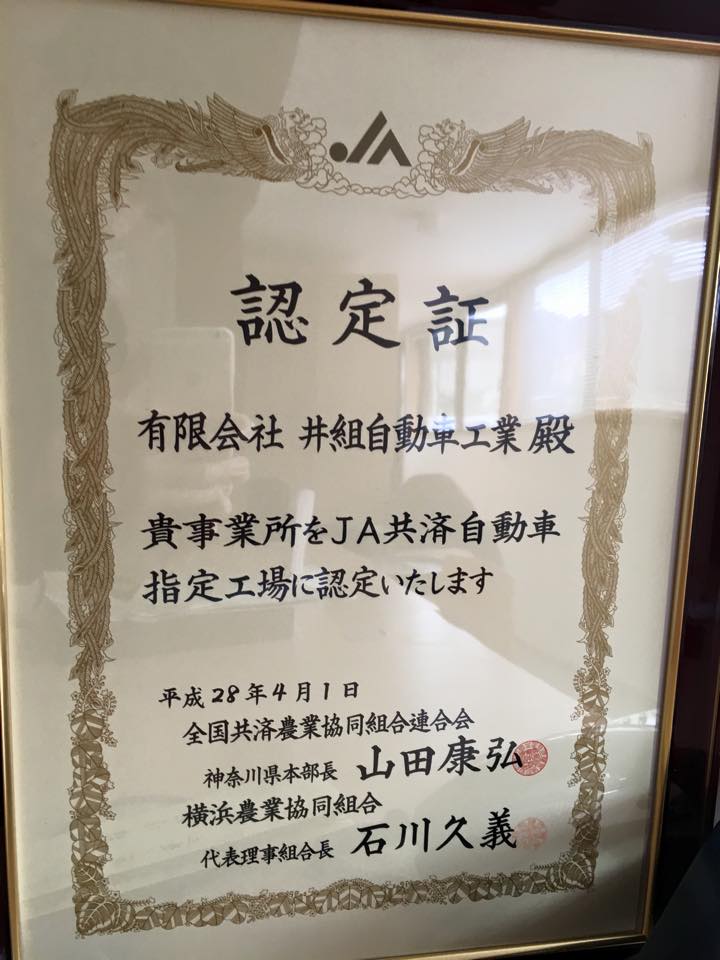 JA
認定証
有限会社 井組自動車工業 殿
貴事業所をJA共済自動車
指定工場に認定いたします
平成28年4月1日
全国共済農業協同組合連合会
神奈川県本部長 山田康弘
横浜農業協同組合
代表理事組合長 石川久義